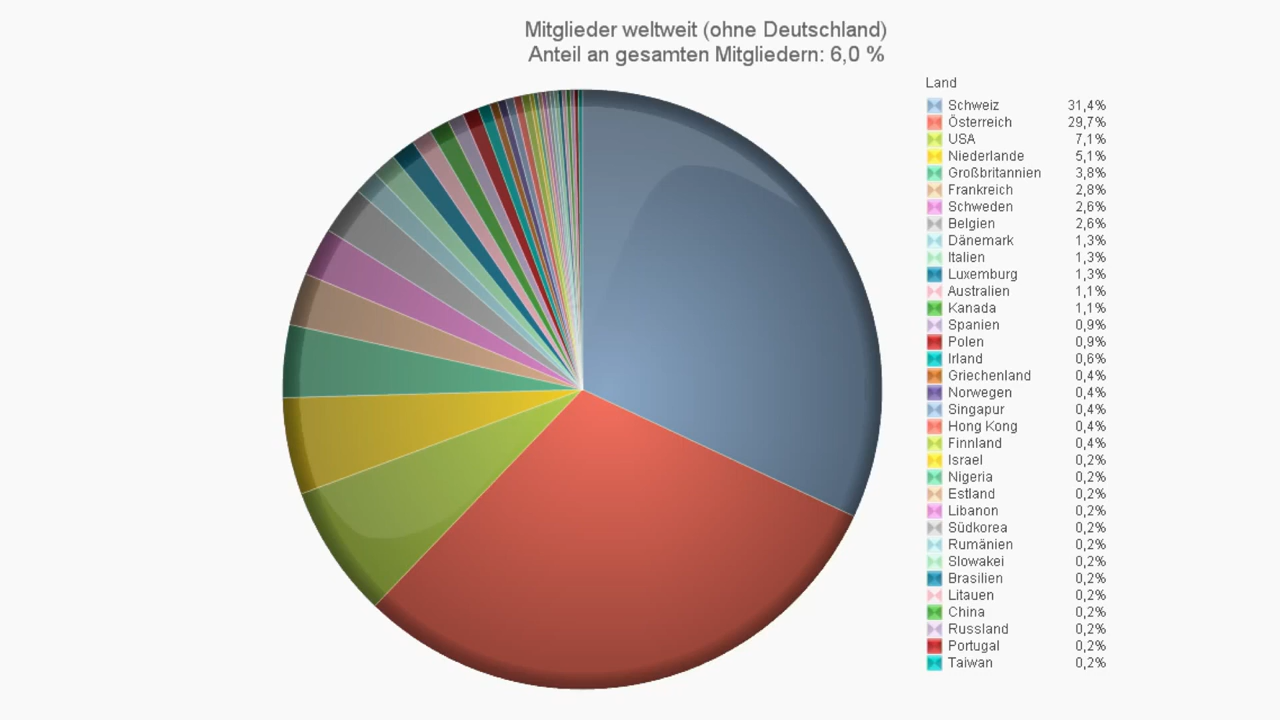 Mitglieder weltweit (ohne Deutschland)
Anteil an gesamten Mitgliedern: 6,0 %
Land
Schweiz 31,4%
Österreich 29,7%
USA 7,1%
Niederlande 5,1%
Großbritannien 3,8%
Frankreich 2,8%
Schweden 2,6%
Belgien 2,6%
Dänemark 1,3%
Italien 1,3%
Luxemburg 1,3%
Australien 1,1%
Kanada 1,1%
Spanien 0,9%
Polen 0,9%
Irland 0,6%
Griechenland 0,4%
Norwegen 0,4%
Singapur 0,4%
Hong Kong 0,4%
Finnland 0,4%
Israel 0,2%
Nigeria 0,2%
Estland 0,2%
Libanon 0,2%
Südkorea 0,2%
Rumänien 0,2%
Slowakei 0,2%
Brasilien 0,2%
Litauen 0,2%
China 0,2%
Russland 0,2%
Portugal 0,2%
Taiwan 0,2%